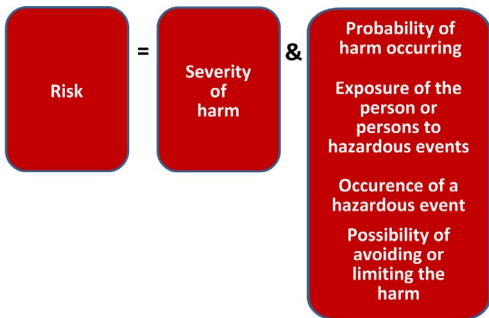 Risk
=
Severity
of
harm
&
Probability of
harm occurring
Exposure of the
person or
persons to
hazardous events
Occurence of a
hazardous event
Possibility of
avoiding or
limiting the
harm